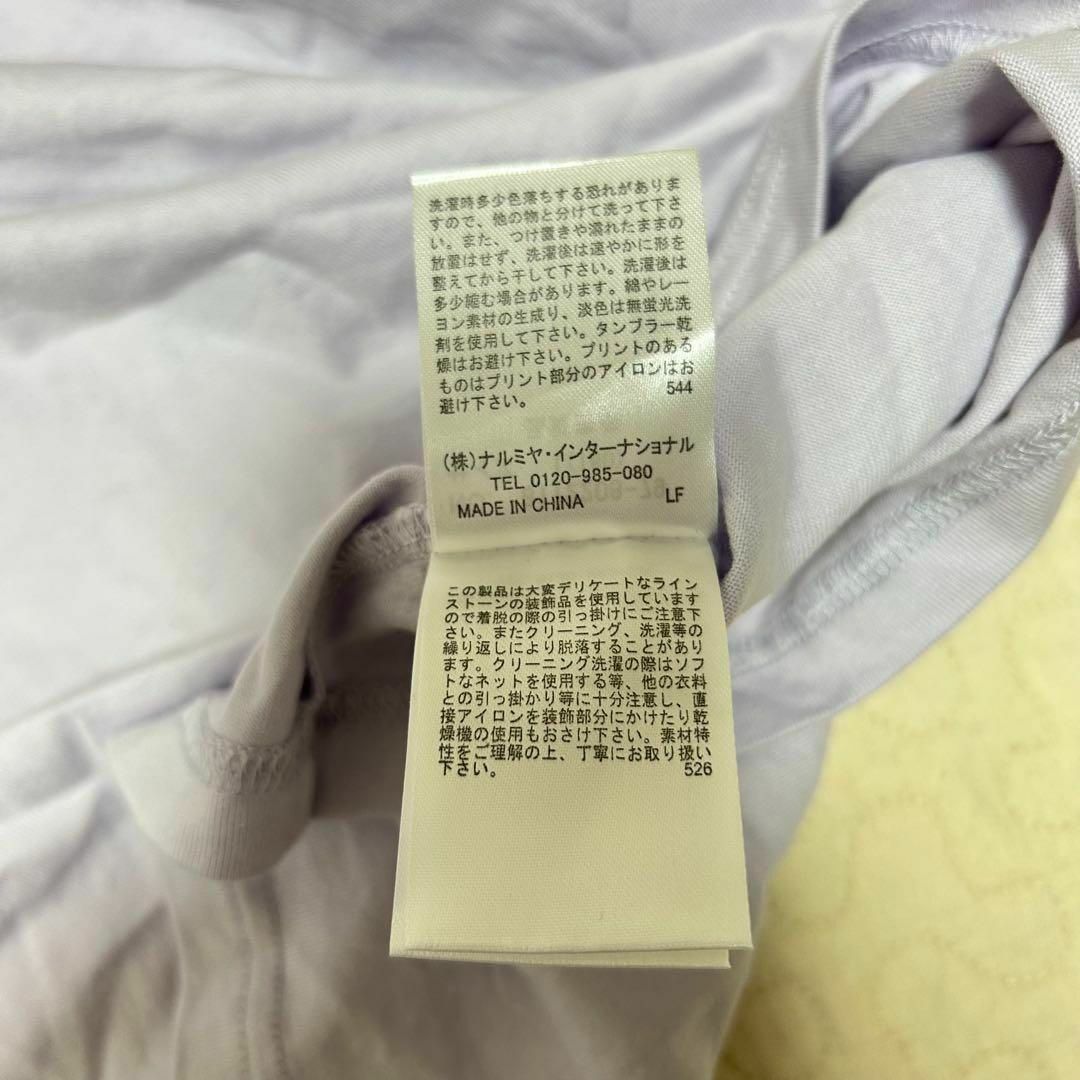 洗濯時多少色落ちする恐れがありま
すので、他の物と分けて洗って下さ
い。また、つけ置きや濡れたままの
放置はせず、洗濯後は速やかに形を
整えてから干して下さい。洗濯後は
多少縮む場合があります。綿やレー
ヨン素材の生成り、淡色は無蛍光洗
剤を使用して下さい。タンブラー乾
燥はお避け下さい。プリントのある
ものはプリント部分のアイロンはお
避け下さい。 544
(株)ナルミヤ・インターナショナル
TEL 0120-985-080
MADE IN CHINA LF
この製品は大変デリケートなライン
ストーンの装飾品を使用しています
ので着脱の際の引っ掛けにご注意下
さい。またクリーニング、洗濯等の
繰り返しにより脱落することがあり
ます。クリーニング洗濯の際はソフ
トなネットを使用する等、他の衣料
との引っ掛かり等に十分注意し、直
接アイロンを装飾部分にかけたり乾
燥機の使用もおさけ下さい。素材特
性をご理解の上、丁寧にお取り扱い
下さい。 526